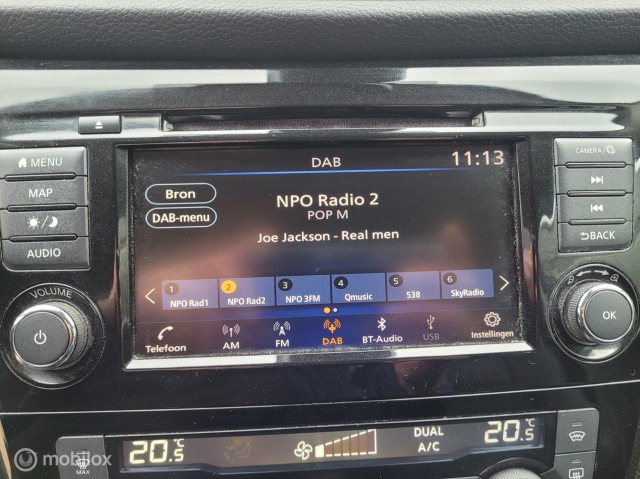 DAB
11:13
MENU
MAP
AUDIO
VOLUME
Bron
DAB-menu
NPO Radio 2
POP M
Joe Jackson - Real men
1 2 3 4 5 6
NPO Rad1 NPO Rad2 NPO 3FM Qmusic 538 SkyRadio
Telefoon AM FM DAB BT-Audio USB Instellingen
CAMERA/
BACK
OK
20.5°C
DUAL
A/C
20.5°C
MAX
mobilox